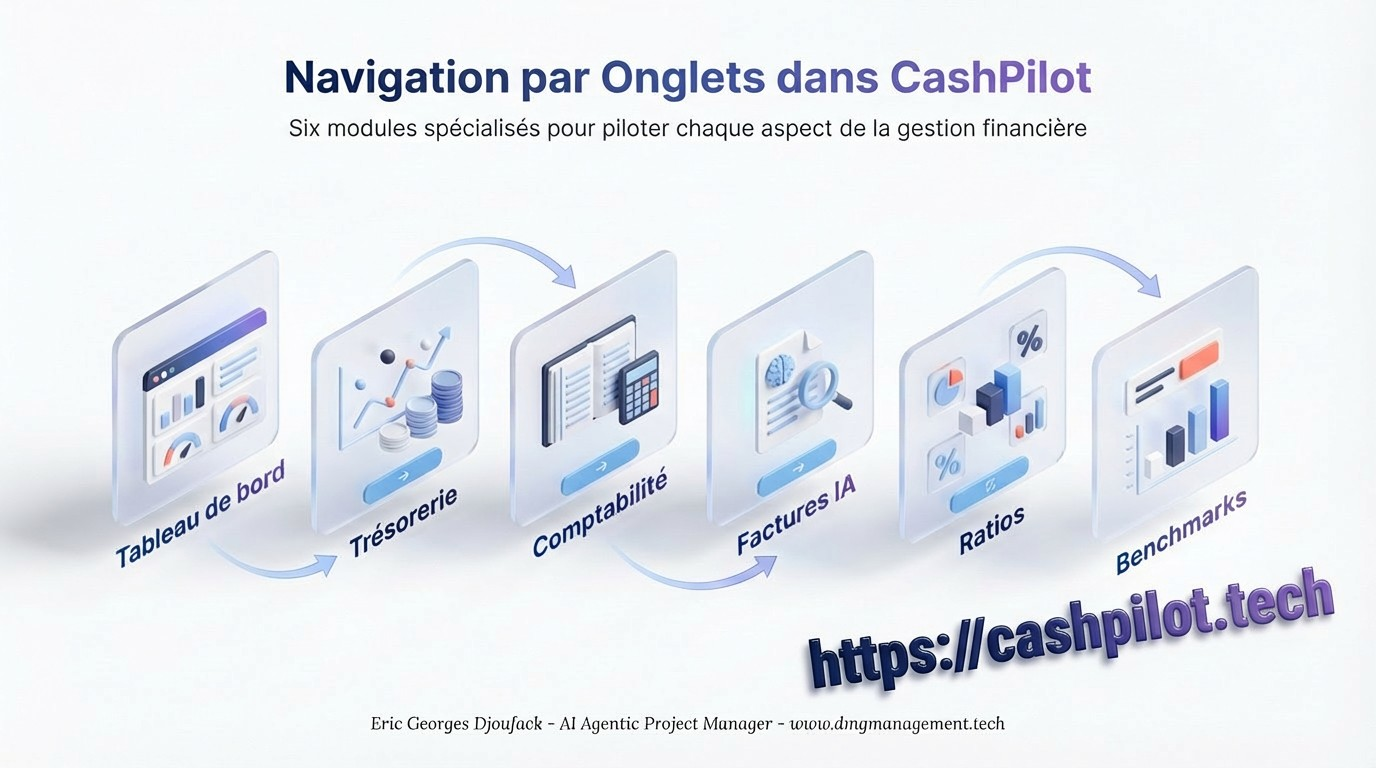 Navigation par Onglets dans CashPilot
Six modules spécialisés pour piloter chaque aspect de la gestion financière
%
%
Tableau de bord
Trésorerie
Comptabilité
Factures IA
Ratios
Benchmarks
https://cashpilot.tech
Eric Georges Djoufack - AI Agentic Project Manager - www.dmgmanagement.tech